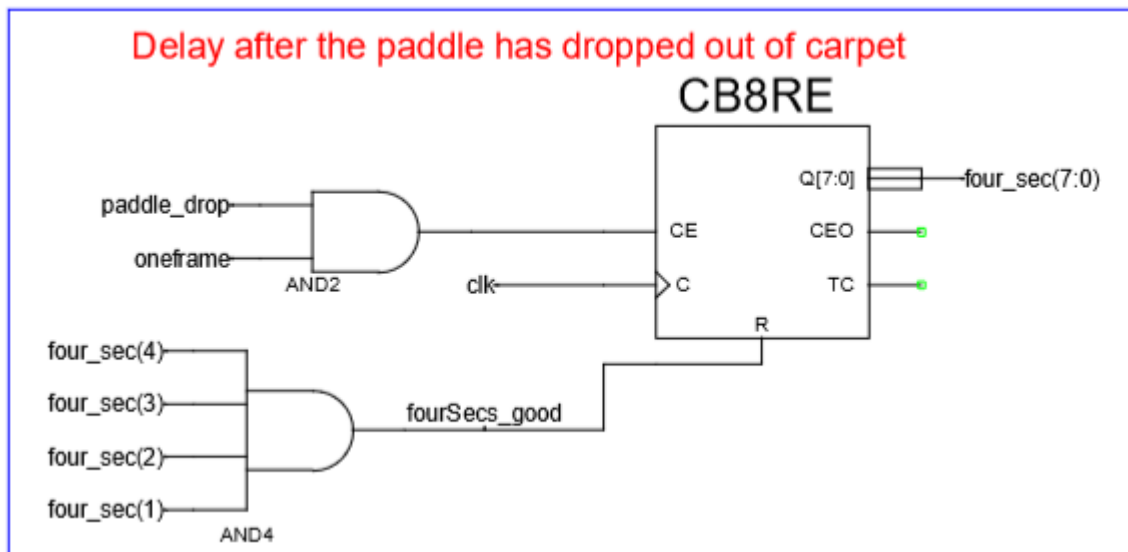 Delay after the paddle has dropped out of carpet
CB8RE
Q[7:0]
four_sec(7:0)
paddle_drop
oneframe
AND2
CE
CEO
clk
C
TC
R
four_sec(4)
four_sec(3)
four_sec(2)
four_sec(1)
fourSecs_good
AND4